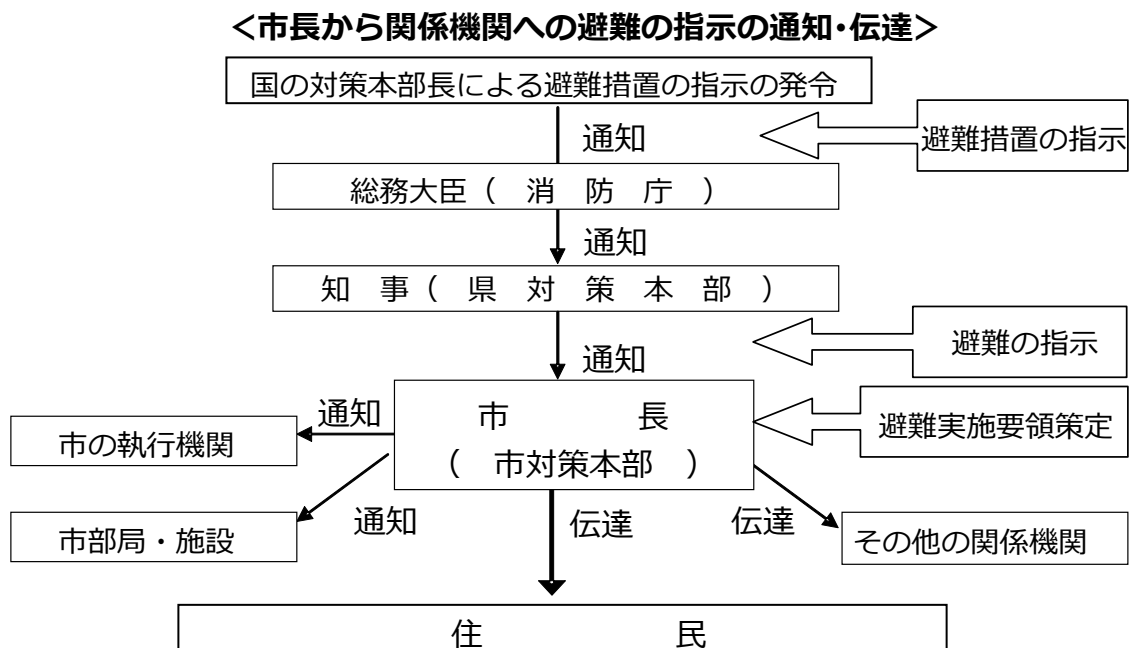 ＜市長から関係機関への避難の指示の通知･伝達＞
国の対策本部長による避難措置の指示の発令
通知
避難措置の指示
総務大臣（　消　防　庁　）
通知
知　事（　県　対　策　本　部　）
通知
避難の指示
市　　　　長
（　市対策本部　）
避難実施要領策定
通知
市の執行機関
通知
市部局・施設
伝達
伝達
その他の関係機関
住　　　　　　民